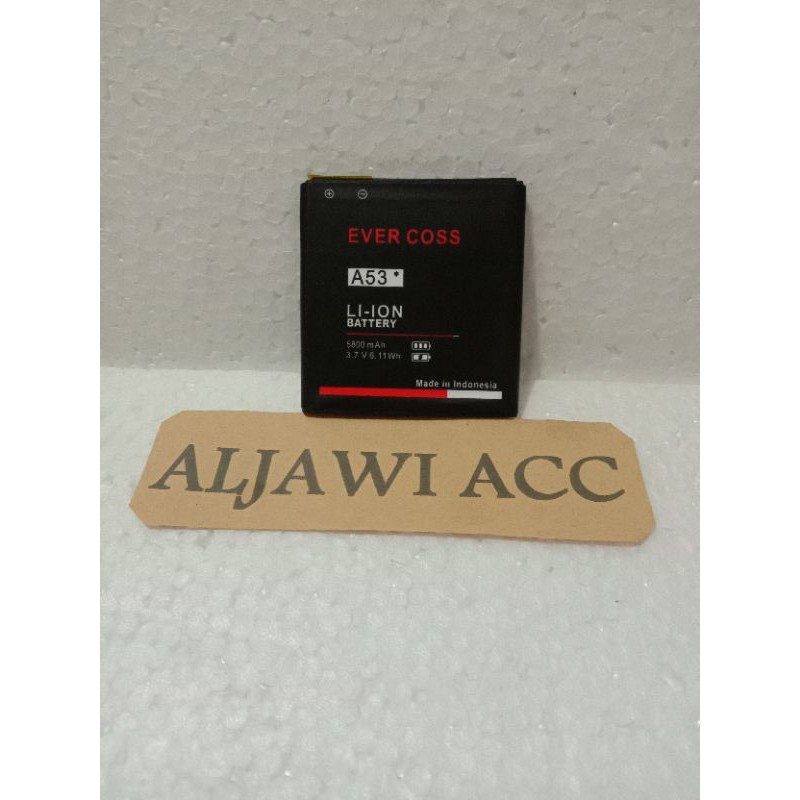 EVER COSS
A53 *
LI-ION
BATTERY
5800 mAh
3.7 V 6.11Wh
Made in Indonesia
ALJAWI ACC